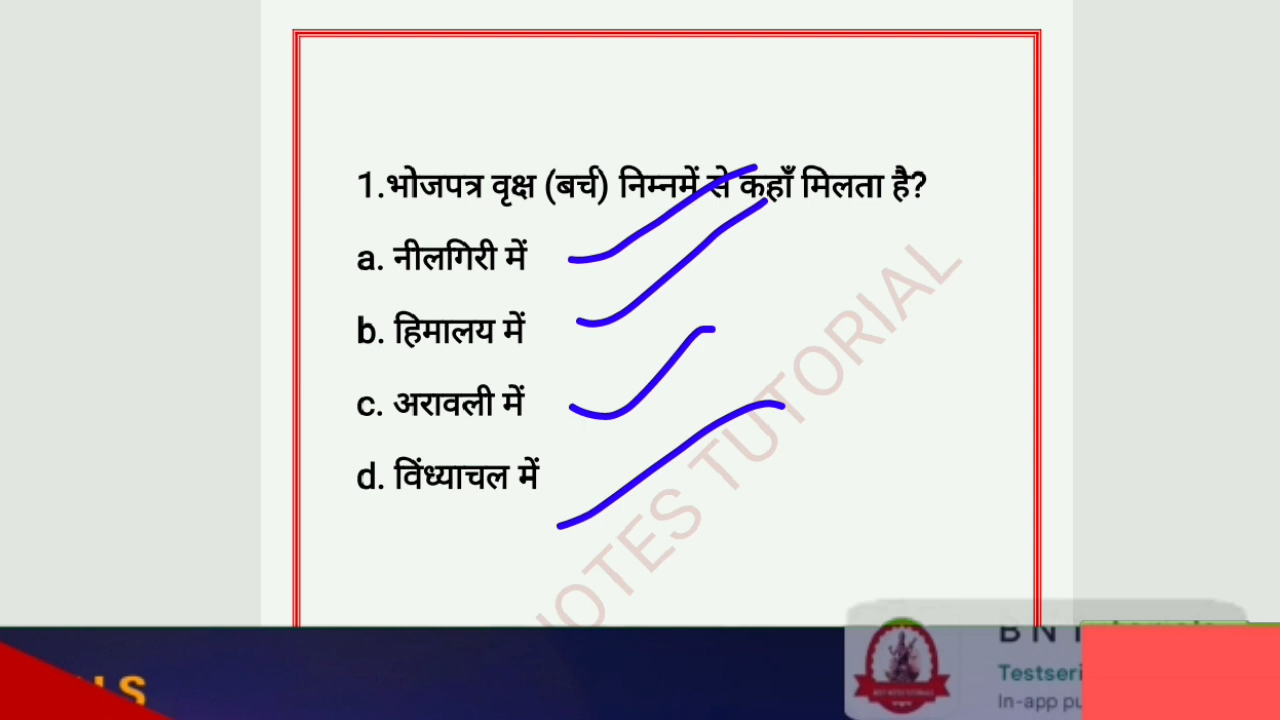 1.भोजपत्र वृक्ष (बर्च) निम्नमें से कहाँ मिलता है?
a. नीलगिरी में
b. हिमालय में
c. अरावली में
d. विंध्याचल में
NOTES TUTORIAL
B N
Testseri
In-app pu